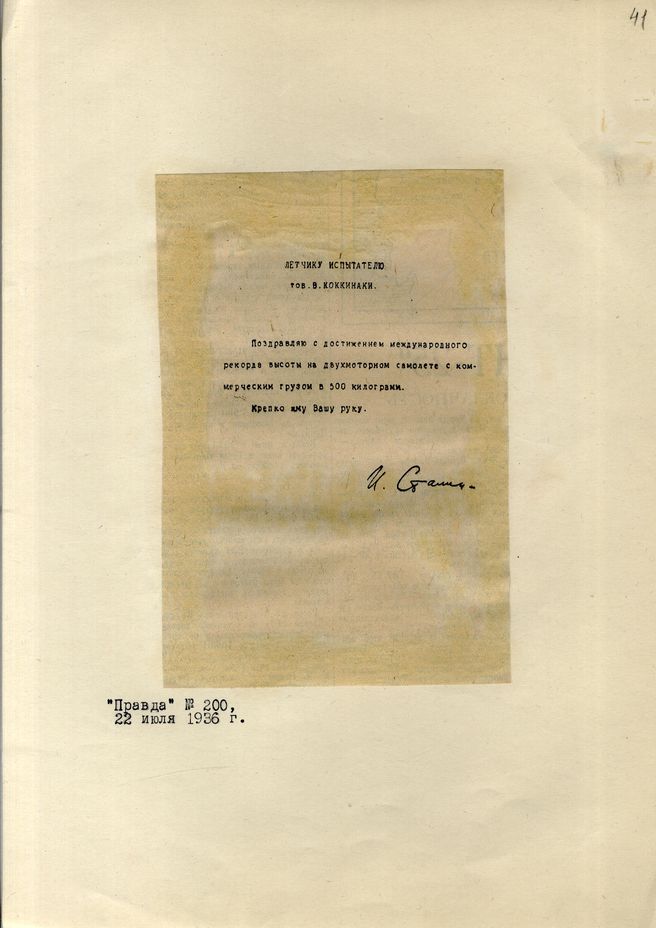 41
ЛЕТЧИКУ ИСПЫТАТЕЛЮ
тов. В. КОККИНАКИ.
Поздравляю с достижением международного
рекорда высоты на двухмоторном самолете с ком-
мерческим грузом в 500 килограмм.
Крепко жму Вашу руку.
И. Сталин.
"Правда" № 200,
22 июля 1936 г.